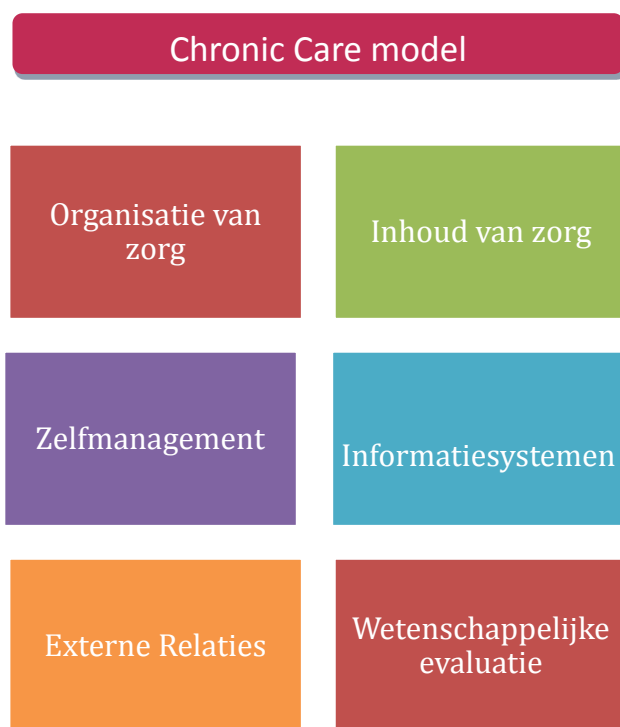 Chronic Care model
Organisatie van
zorg
Inhoud van zorg
Zelfmanagement
Informatiesystemen
Externe Relaties
Wetenschappelijke
evaluatie